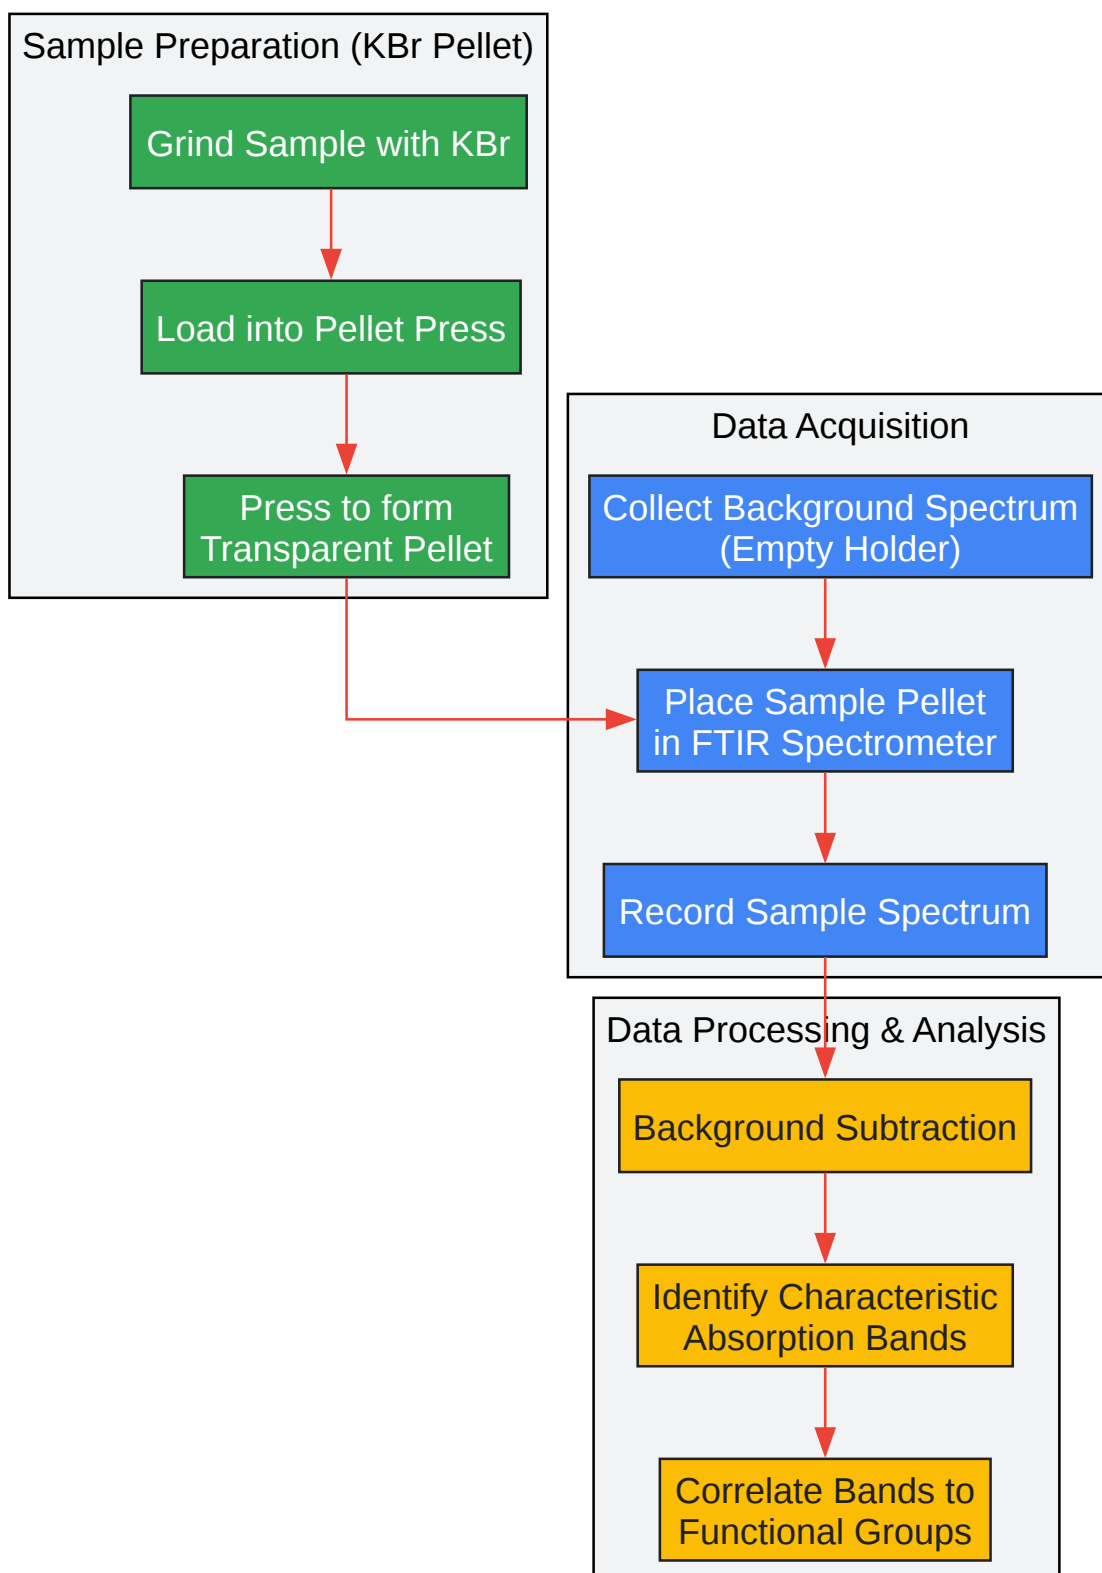 Sample Preparation (KBr Pellet)
Grind Sample with KBr
Load into Pellet Press
Press to form
Transparent Pellet
Data Acquisition
Collect Background Spectrum
(Empty Holder)
Place Sample Pellet
in FTIR Spectrometer
Record Sample Spectrum
Data Processing & Analysis
Background Subtraction
Identify Characteristic
Absorption Bands
Correlate Bands to
Functional Groups